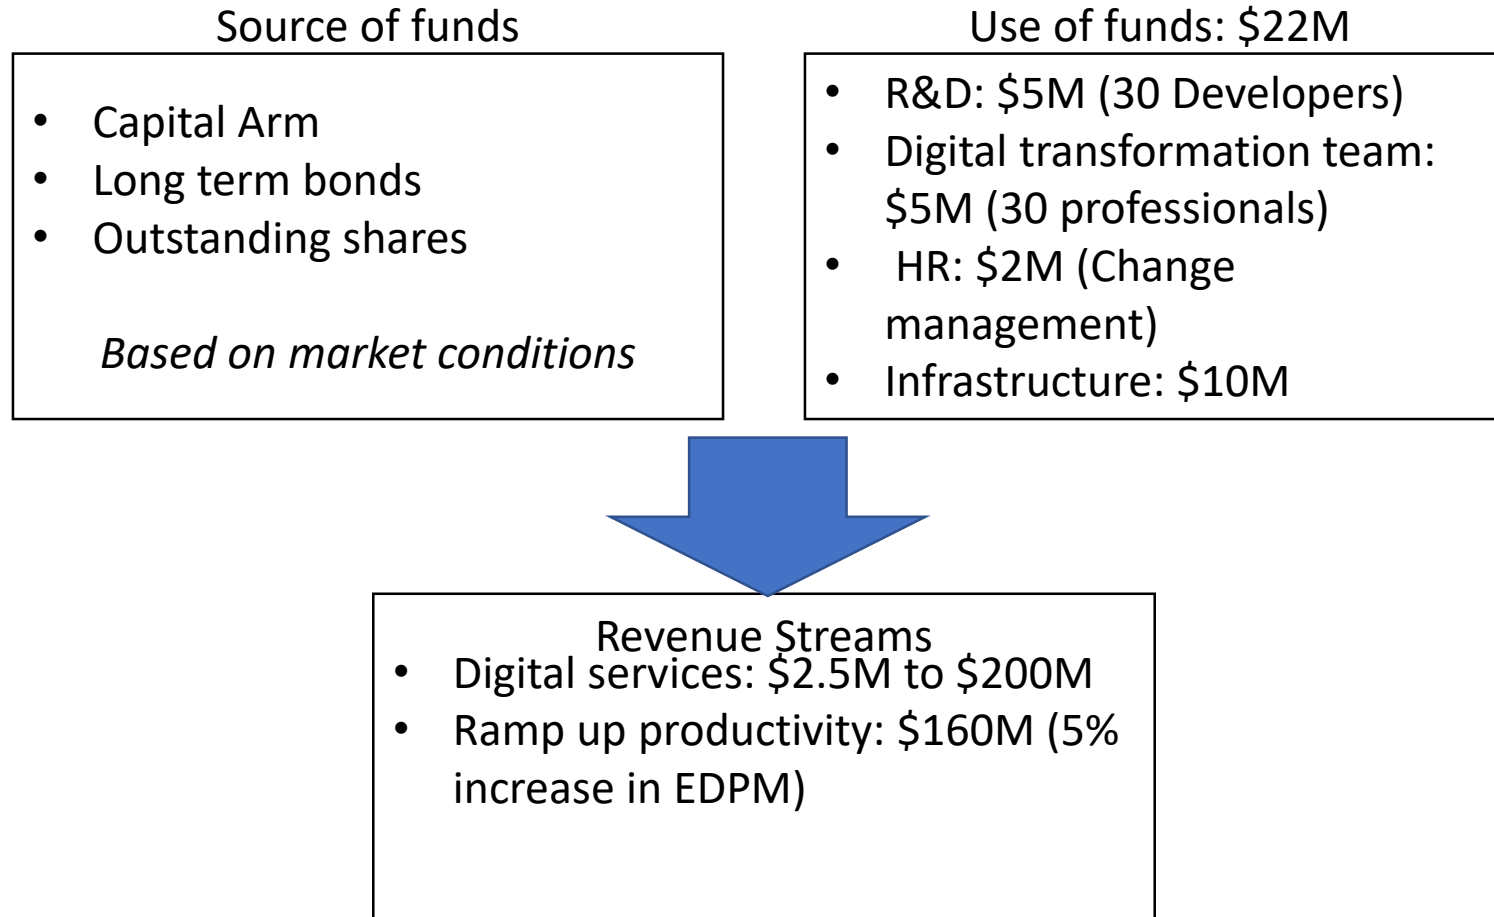 Source of funds
• Capital Arm
• Long term bonds
• Outstanding shares
Based on market conditions
Use of funds: $22M
• R&D: $5M (30 Developers)
• Digital transformation team:
$5M (30 professionals)
• HR: $2M (Change
management)
• Infrastructure: $10M
Revenue Streams
• Digital services: $2.5M to $200M
• Ramp up productivity: $160M (5%
increase in EDPM)